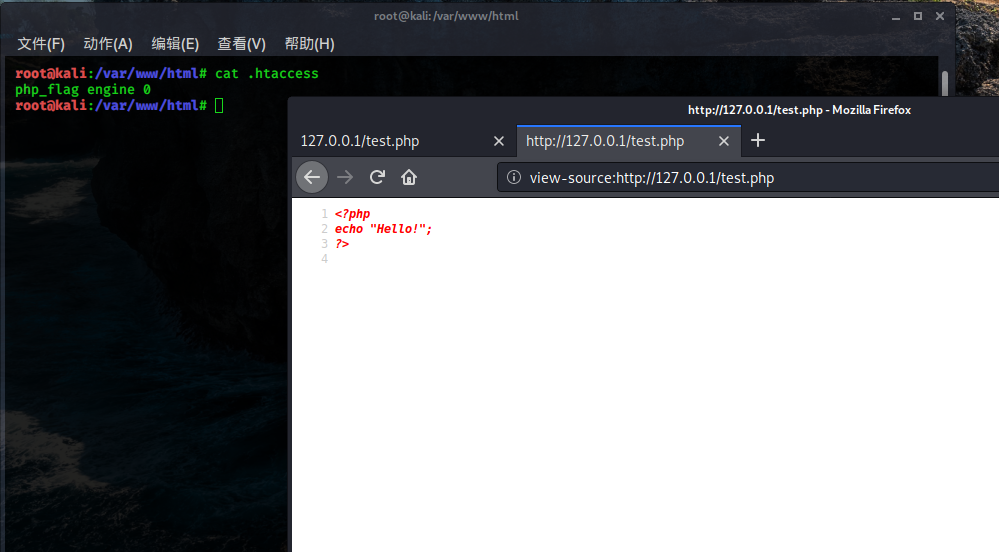 root@kali: /var/www/html
文件(F) 动作(A) 编辑(E) 查看(V) 帮助(H)
root@kali:/var/www/html# cat .htaccess
php_flag engine 0
root@kali:/var/www/html#
http://127.0.0.1/test.php - Mozilla Firefox
127.0.0.1/test.php
http://127.0.0.1/test.php
view-source:http://127.0.0.1/test.php
1 <?php
2 echo "Hello!";
3 ?>
4